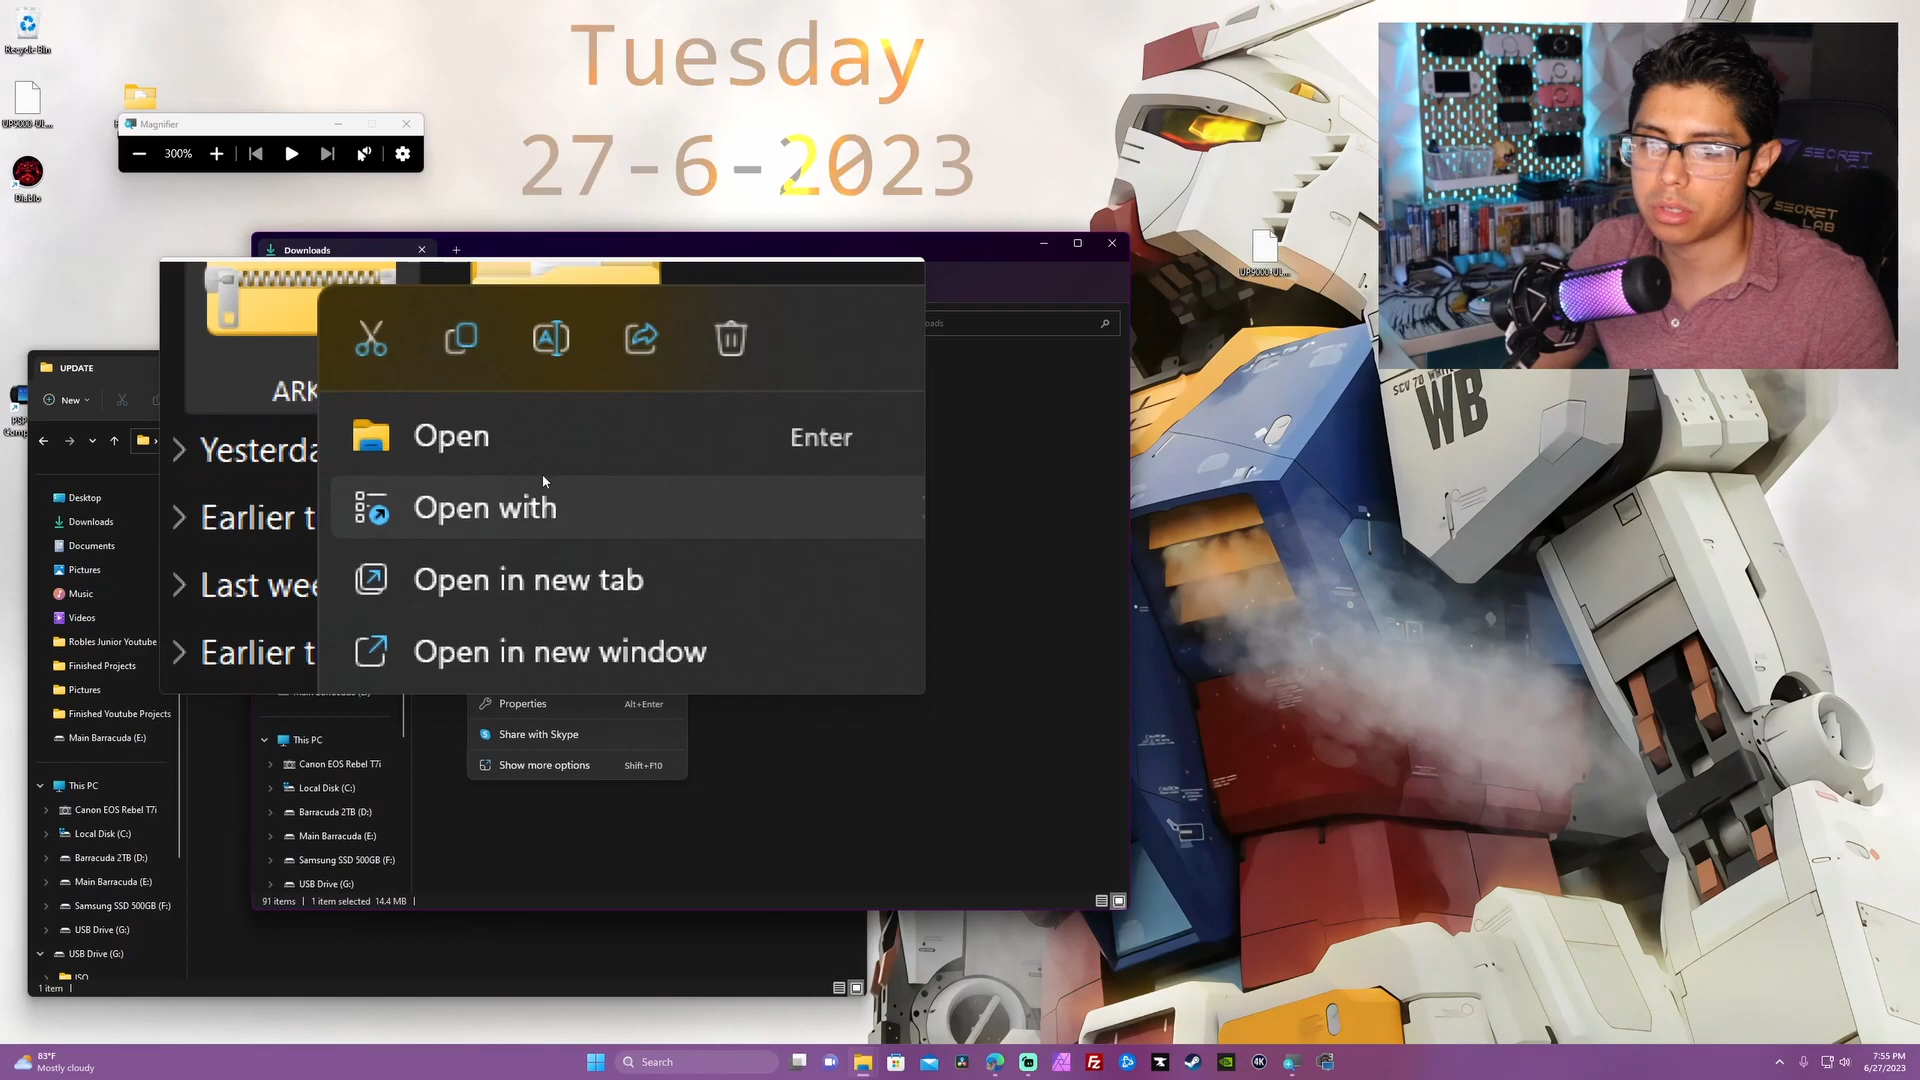 Tuesday
27-6-2023
Recycle Bin
UP9000-UL...
Diablo
Magnifier
300%
Downloads
UP9000-UL...
SECRET
LAB
SECRET
LAB
WB
ARK
Open
Enter
Open with
Open in new tab
Open in new window
Properties
Alt+Enter
Share with Skype
Show more options
Shift+F10
UPDATE
New
Desktop
Downloads
Documents
Pictures
Music
Videos
Robles Junior Youtube
Finished Projects
Pictures
Finished Youtube Projects
Main Barracuda (E:)
This PC
Canon EOS Rebel T7i
Local Disk (C:)
Barracuda 2TB (D:)
Main Barracuda (E:)
Samsung SSD 500GB (F:)
USB Drive (G:)
USB Drive (G:)
ISO
1 item
This PC
Canon EOS Rebel T7i
Local Disk (C:)
Barracuda 2TB (D:)
Main Barracuda (E:)
Samsung SSD 500GB (F:)
USB Drive (G:)
91 items
1 item selected 14.4 MB
83°F
Mostly cloudy
Search
7:55 PM
6/27/2023